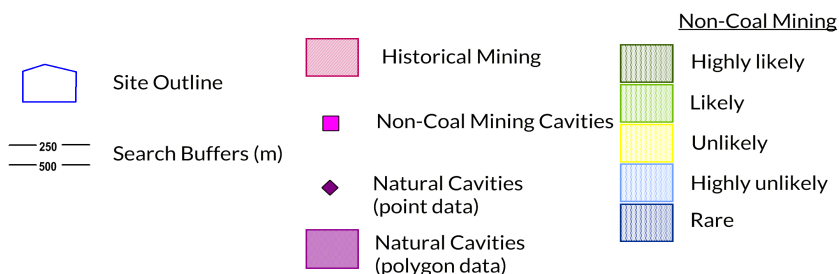 Site Outline
250
500
Search Buffers (m)
Historical Mining
Non-Coal Mining Cavities
Natural Cavities
(point data)
Natural Cavities
(polygon data)
Non-Coal Mining
Highly likely
Likely
Unlikely
Highly unlikely
Rare